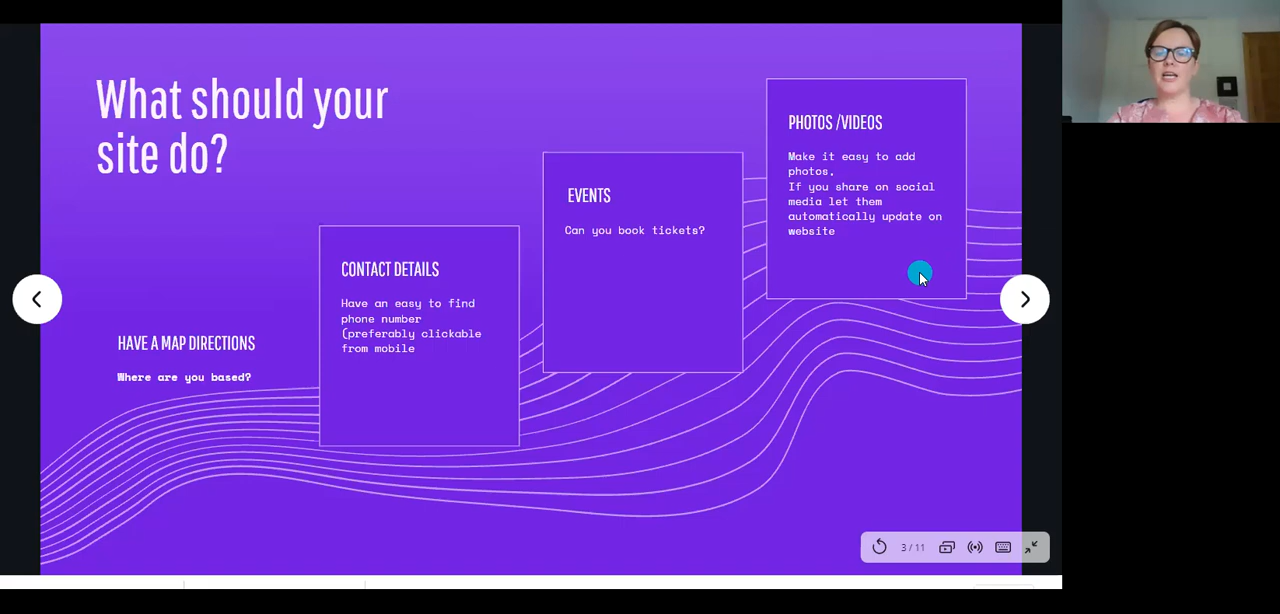 What should your
site do?
HAVE A MAP DIRECTIONS
Where are you based?
CONTACT DETAILS
Have an easy to find
phone number
(preferably clickable
from mobile
EVENTS
Can you book tickets?
PHOTOS /VIDEOS
Make it easy to add
photos.
If you share on social
media let them
automatically update on
website
3 / 11